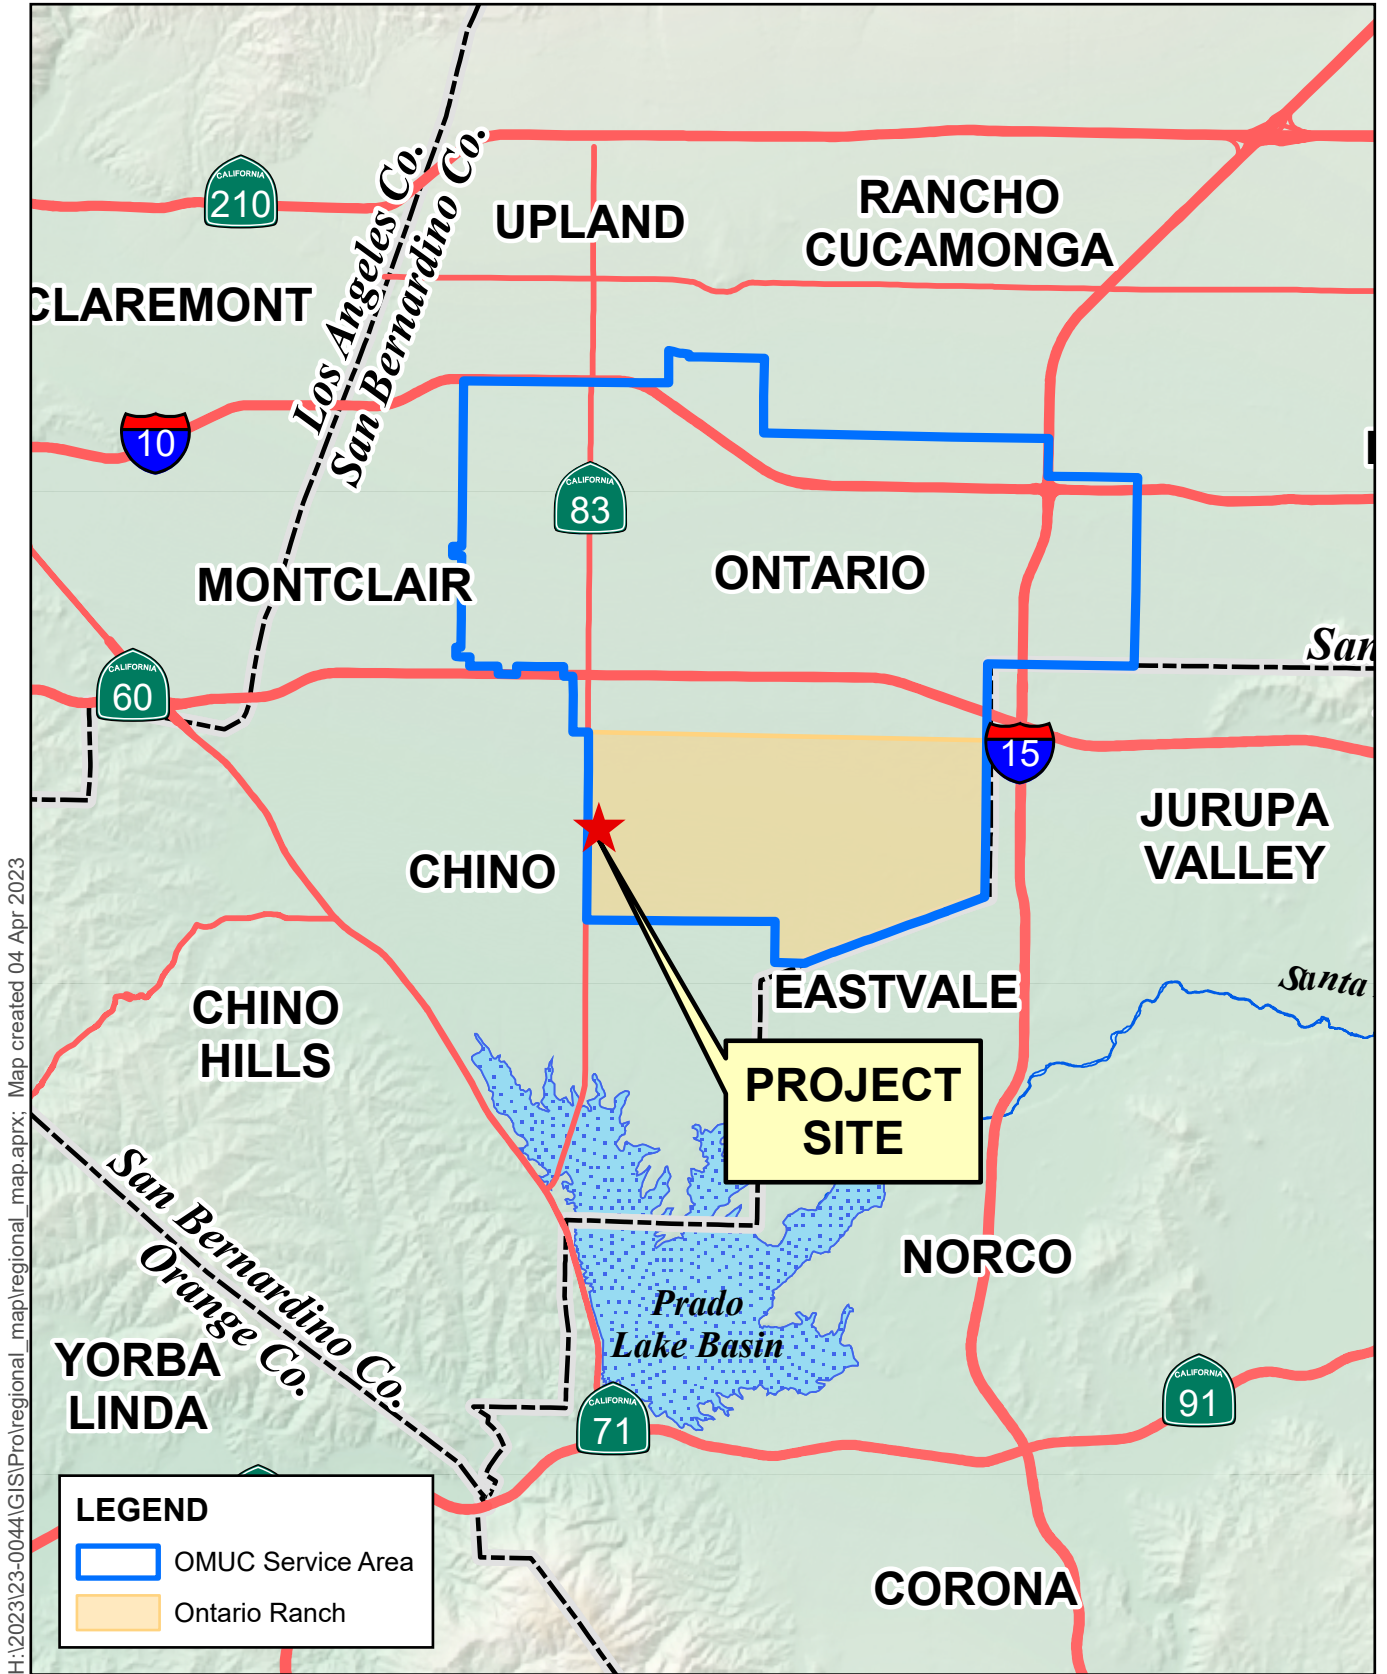 CALIFORNIA
210
UPLAND
RANCHO
CUCAMONGA
Los Angeles Co.
San Bernardino Co.
CLAREMONT
10
CALIFORNIA
83
MONTCLAIR
ONTARIO
San
CALIFORNIA
60
15
JURUPA
VALLEY
CHINO
EASTVALE
Santa
CHINO
HILLS
PROJECT
SITE
San Bernardino Co.
Orange Co.
NORCO
Prado
Lake Basin
YORBA
LINDA
CALIFORNIA
71
CALIFORNIA
91
CORONA
LEGEND
OMUC Service Area
Ontario Ranch
H:\2023\23-0044\GIS\Pro\regional_map\regional_map.aprx; Map created 04 Apr 2023